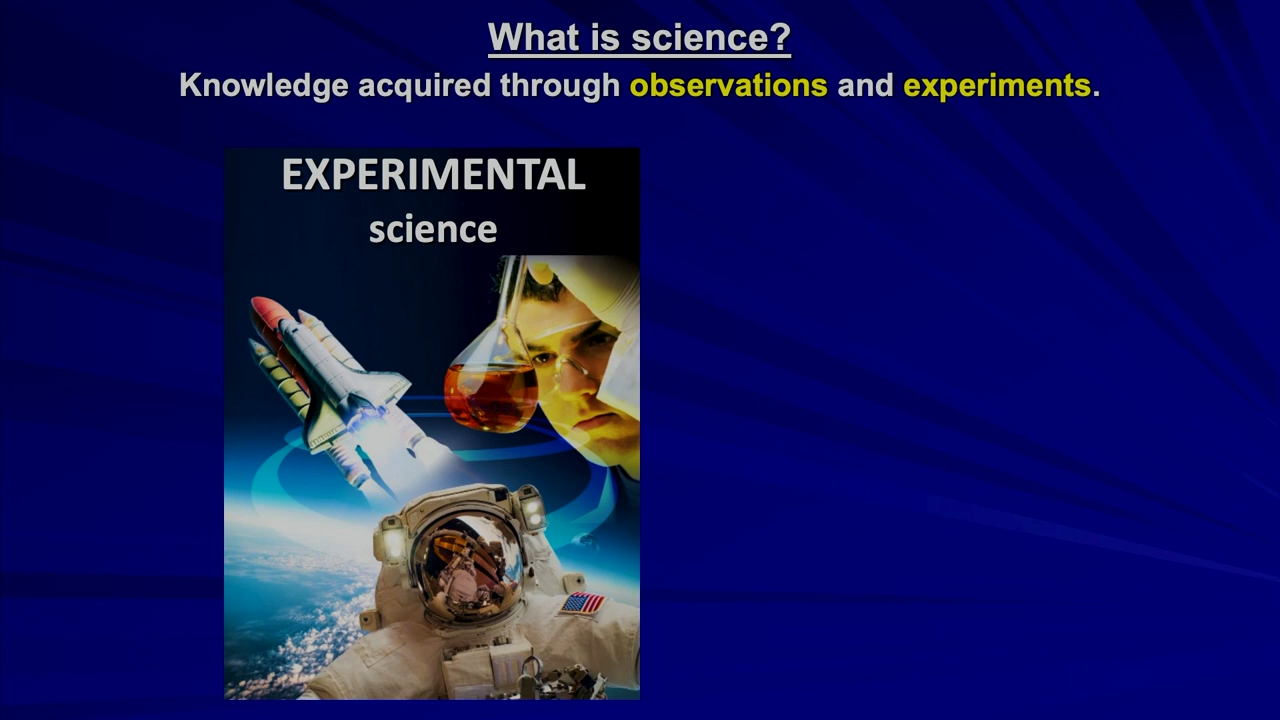 What is science?
Knowledge acquired through observations and experiments.
EXPERIMENTAL
science